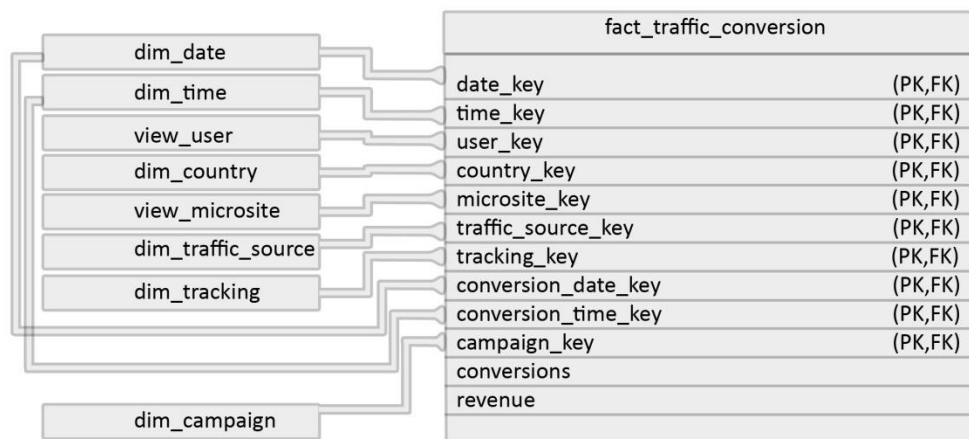 fact_traffic_conversion
dim_date
dim_time
view_user
dim_country
view_microsite
dim_traffic_source
dim_tracking
dim_campaign
date_key (PK,FK)
time_key (PK,FK)
user_key (PK,FK)
country_key (PK,FK)
microsite_key (PK,FK)
traffic_source_key (PK,FK)
tracking_key (PK,FK)
conversion_date_key (PK,FK)
conversion_time_key (PK,FK)
campaign_key (PK,FK)
conversions
revenue